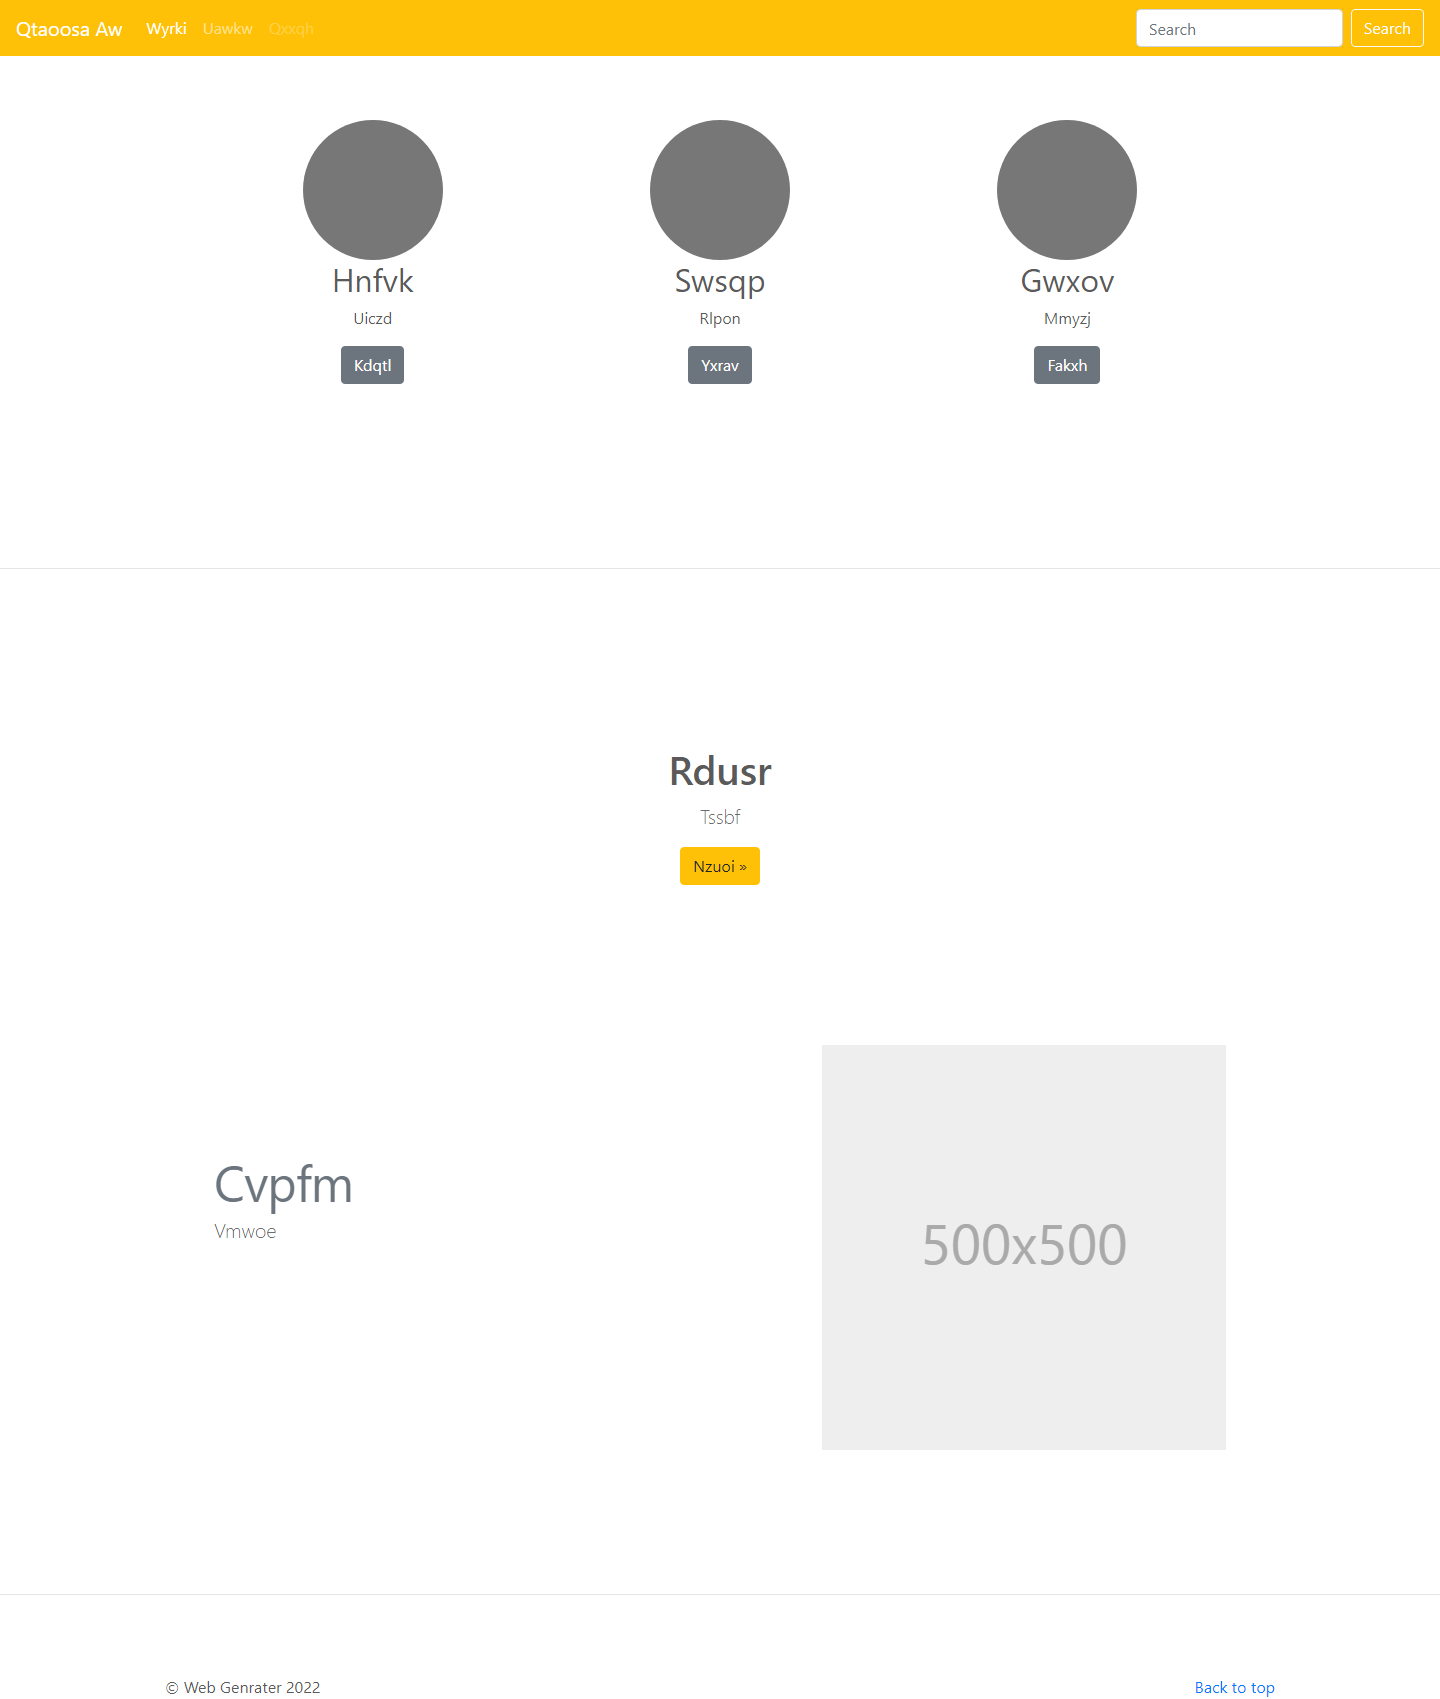 Qtaoosa Aw Wyrki Uawkw Qxxqh Search Search
Hnfvk Swsqp Gwxov
Uiczd Rlpon Mmyzj
Kdqtl Yxrav Fakxh
Rdusr
Tssbf
Nzuoi »
Cvpfm
Vmwoe
500x500
© Web Genrater 2022 Back to top